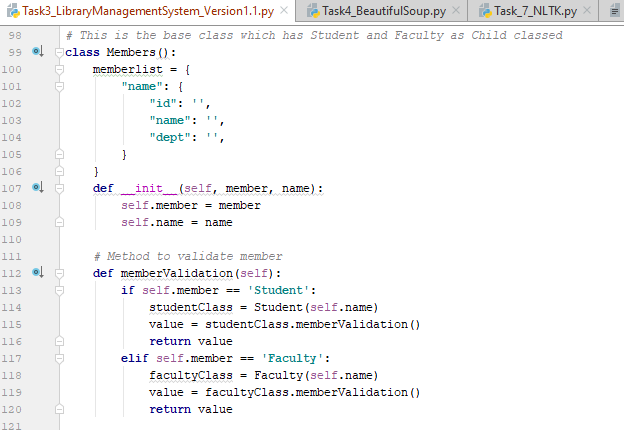 Task3_LibraryManagementSystem_Version1.1.py × Task4_BeautifulSoup.py × Task_7_NLTK.py ×
98 # This is the base class which has Student and Faculty as Child classed
99 class Members():
100 memberlist = {
101 "name": {
102 "id": '',
103 "name": '',
104 "dept": '',
105 }
106 }
107 def __init__(self, member, name):
108 self.member = member
109 self.name = name
110
111 # Method to validate member
112 def memberValidation(self):
113 if self.member == 'Student':
114 studentClass = Student(self.name)
115 value = studentClass.memberValidation()
116 return value
117 elif self.member == 'Faculty':
118 facultyClass = Faculty(self.name)
119 value = facultyClass.memberValidation()
120 return value
121